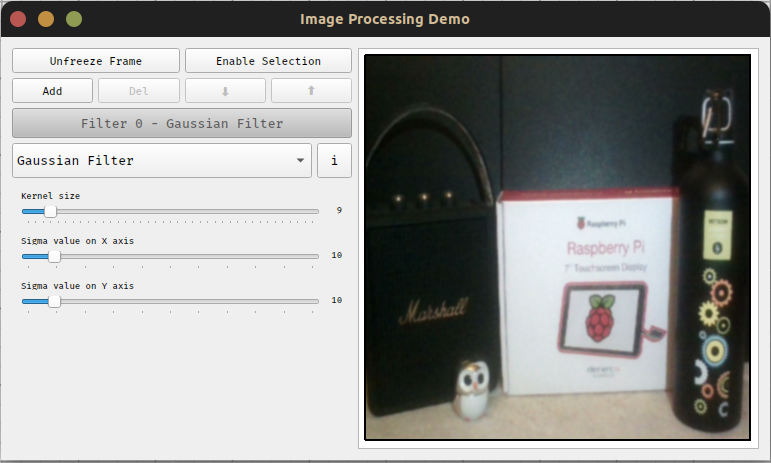 Image Processing Demo
Unfreeze Frame
Enable Selection
Add
Del
⬇
⬆
Filter 0 - Gaussian Filter
Gaussian Filter
i
Kernel size
9
Sigma value on X axis
10
Sigma value on Y axis
10
Raspberry Pi
Raspberry Pi
7" Touchscreen Display
Marshall